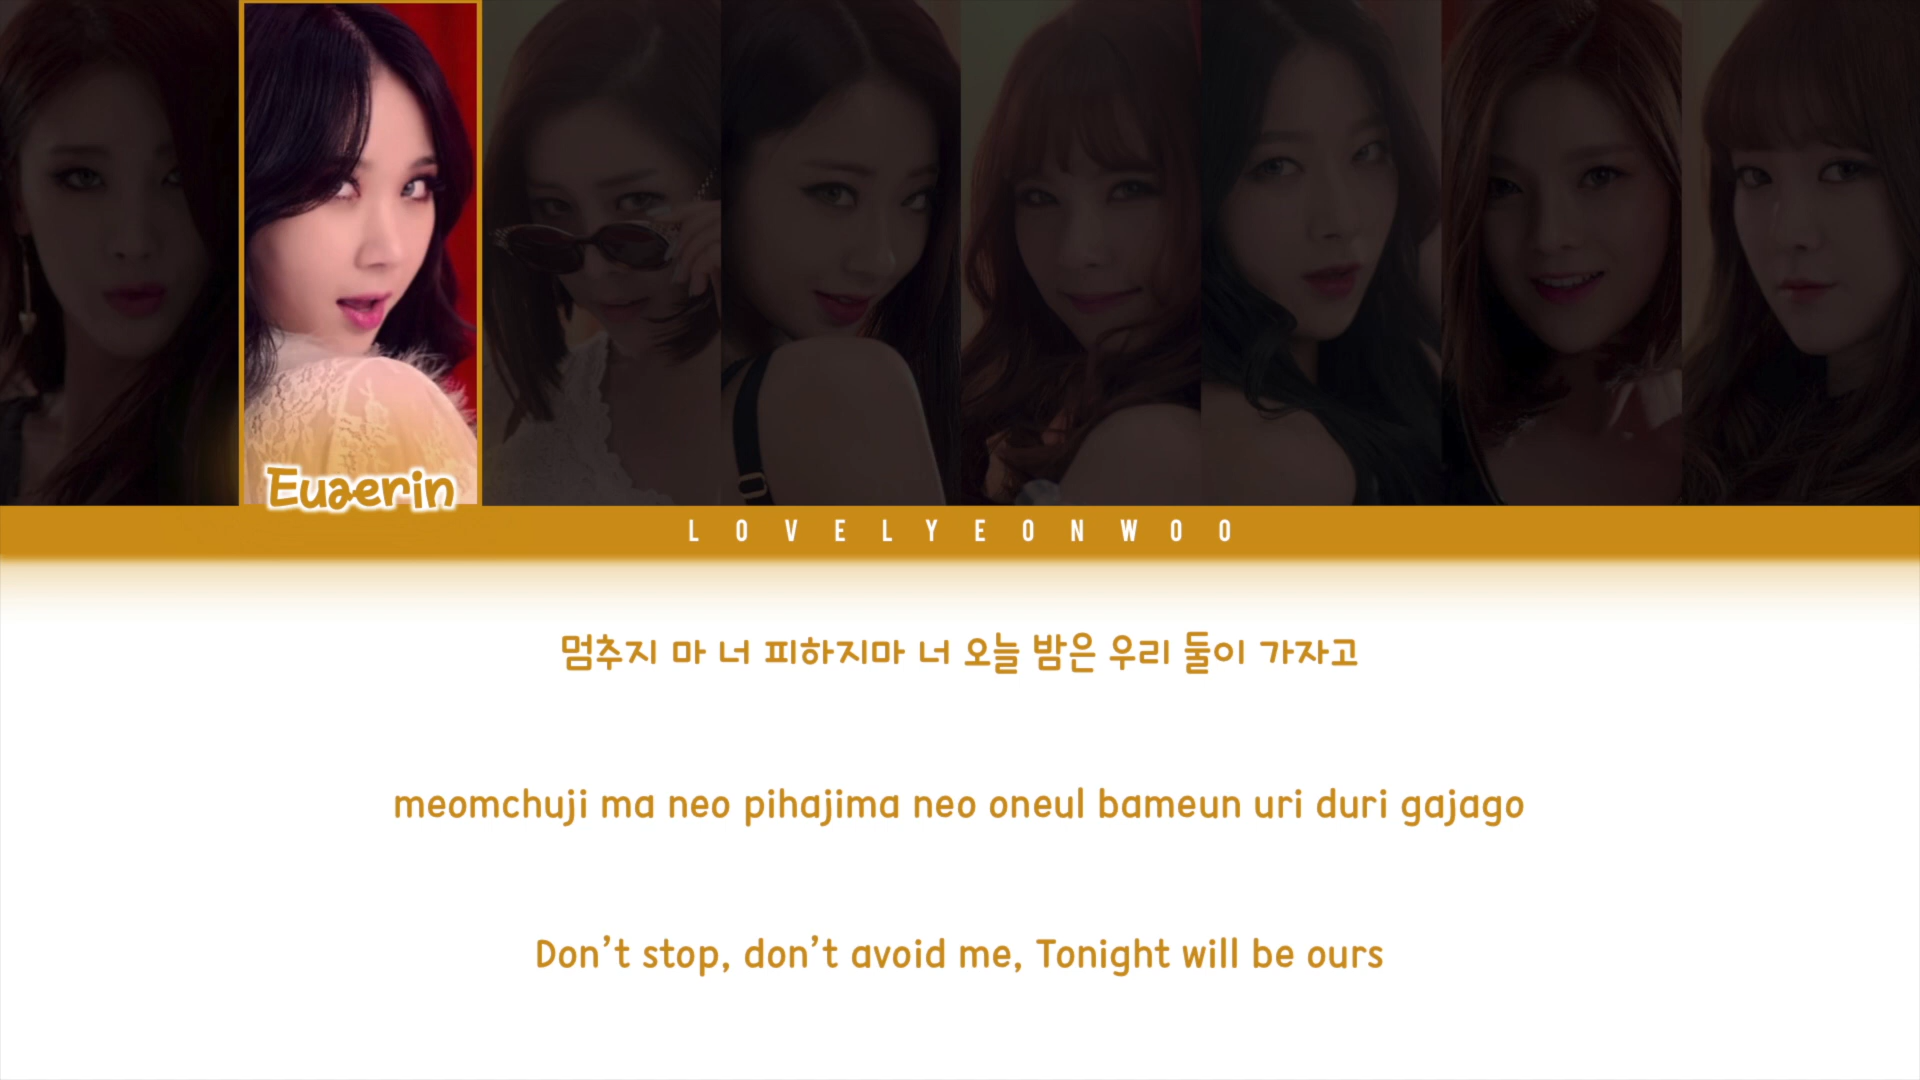 Euaerin
LOVELYEONWOO
멈추지 마 너 피하지마 너 오늘 밤은 우리 둘이 가자고
meomchuji ma neo pihajima neo oneul bameun uri duri gajago
Don't stop, don't avoid me, Tonight will be ours